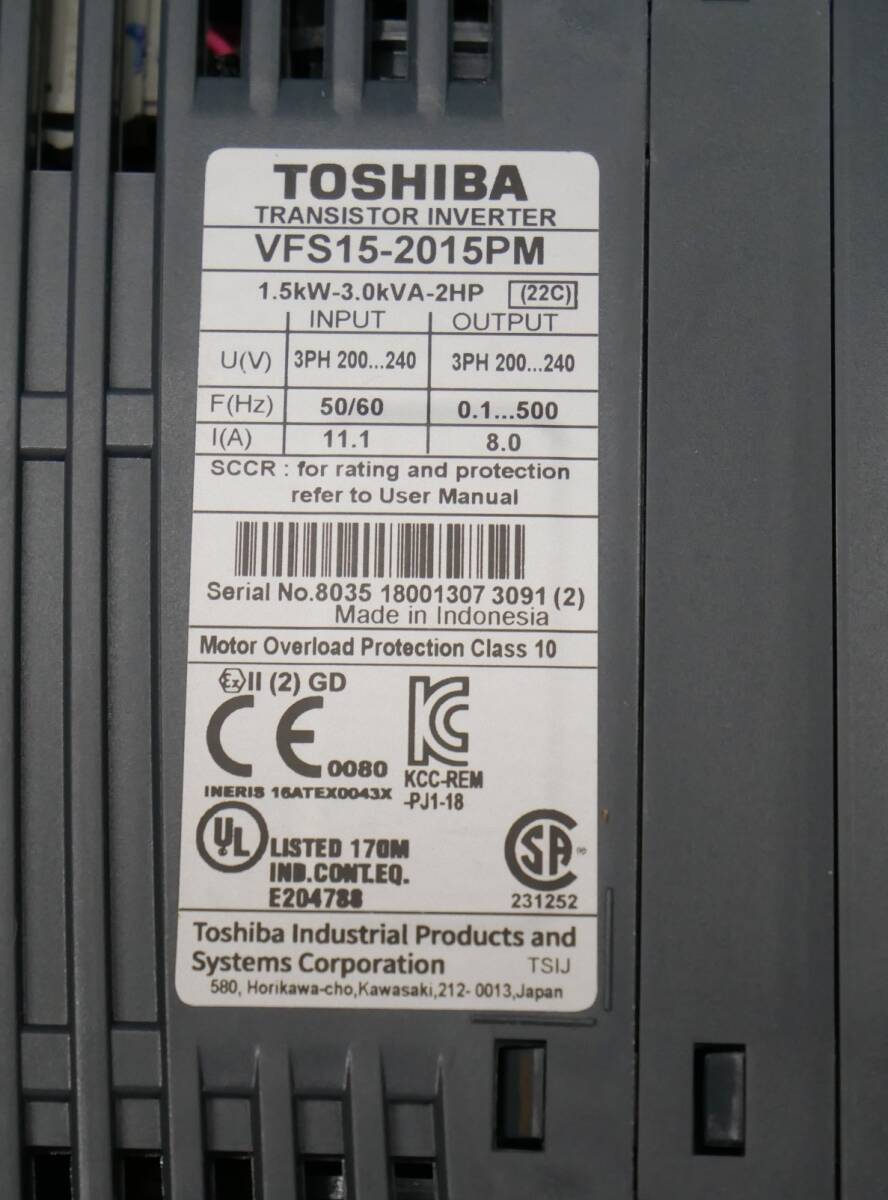 TOSHIBA
TRANSISTOR INVERTER
VFS15-2015PM
1.5kW-3.0kVA-2HP (22C)
INPUT OUTPUT
U(V) 3PH 200...240 3PH 200...240
F(Hz) 50/60 0.1...500
I(A) 11.1 8.0
SCCR : for rating and protection
refer to User Manual
Serial No.8035 18001307 3091 (2)
Made in Indonesia
Motor Overload Protection Class 10
Ex II (2) GD
CE 0080
INERIS 16ATEX0043X
KC
KCC-REM
-PJ1-18
UL LISTED 170M
IND.CONT.EQ.
E204788
SA ®
231252
Toshiba Industrial Products and
Systems Corporation TSIJ
580, Horikawa-cho,Kawasaki,212- 0013,Japan